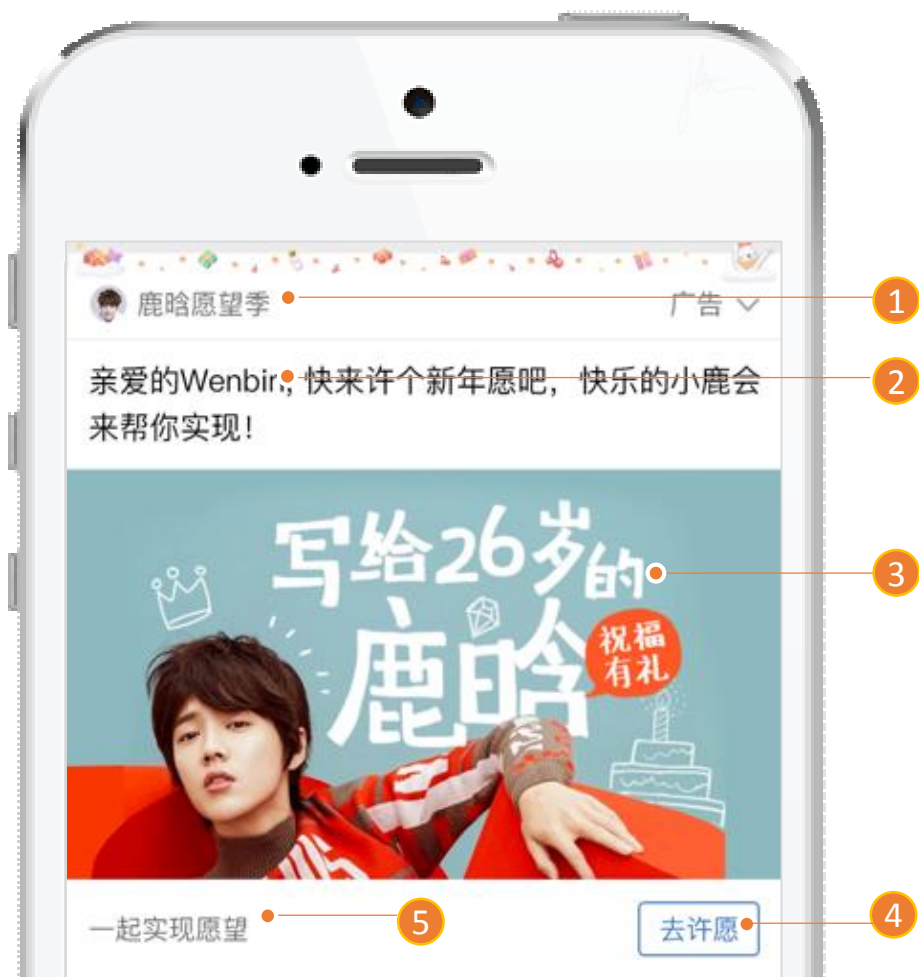 鹿晗愿望季
广告
1
亲爱的Wenbin, 快来许个新年愿吧，快乐的小鹿会
来帮你实现！
2
写给26岁的
鹿晗
祝福
有礼
3
一起实现愿望
5
去许愿
4